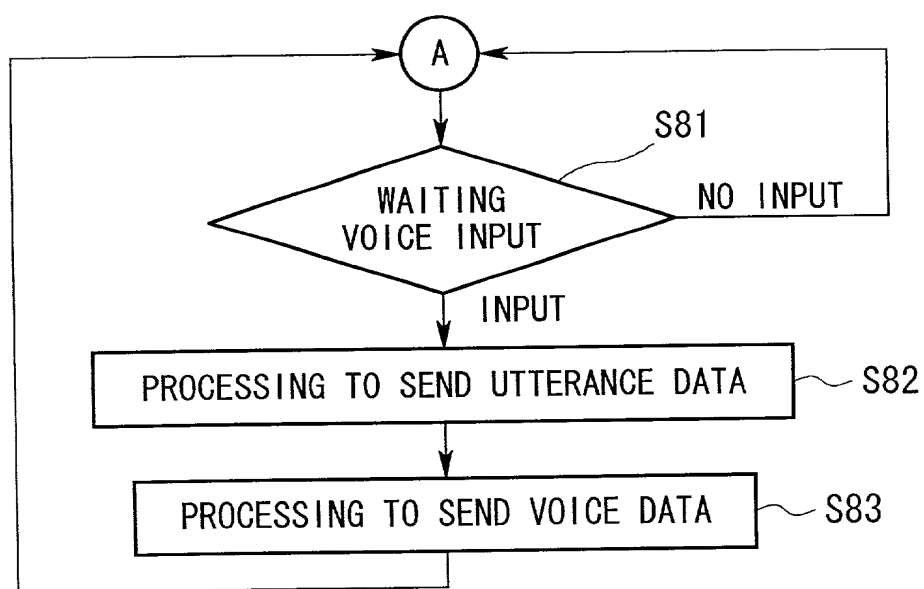 A
S81
WAITING
VOICE INPUT
NO INPUT
INPUT
PROCESSING TO SEND UTTERANCE DATA
S82
PROCESSING TO SEND VOICE DATA
S83